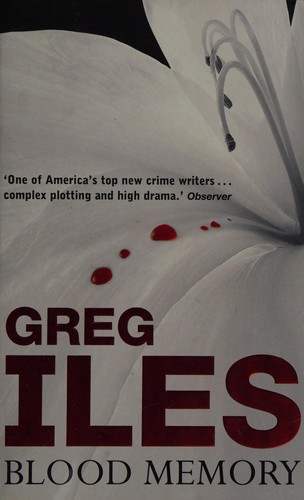 ‘One of America’s top new crime writers...
complex plotting and high drama.’ Observer
GREG
ILES
BLOOD MEMORY